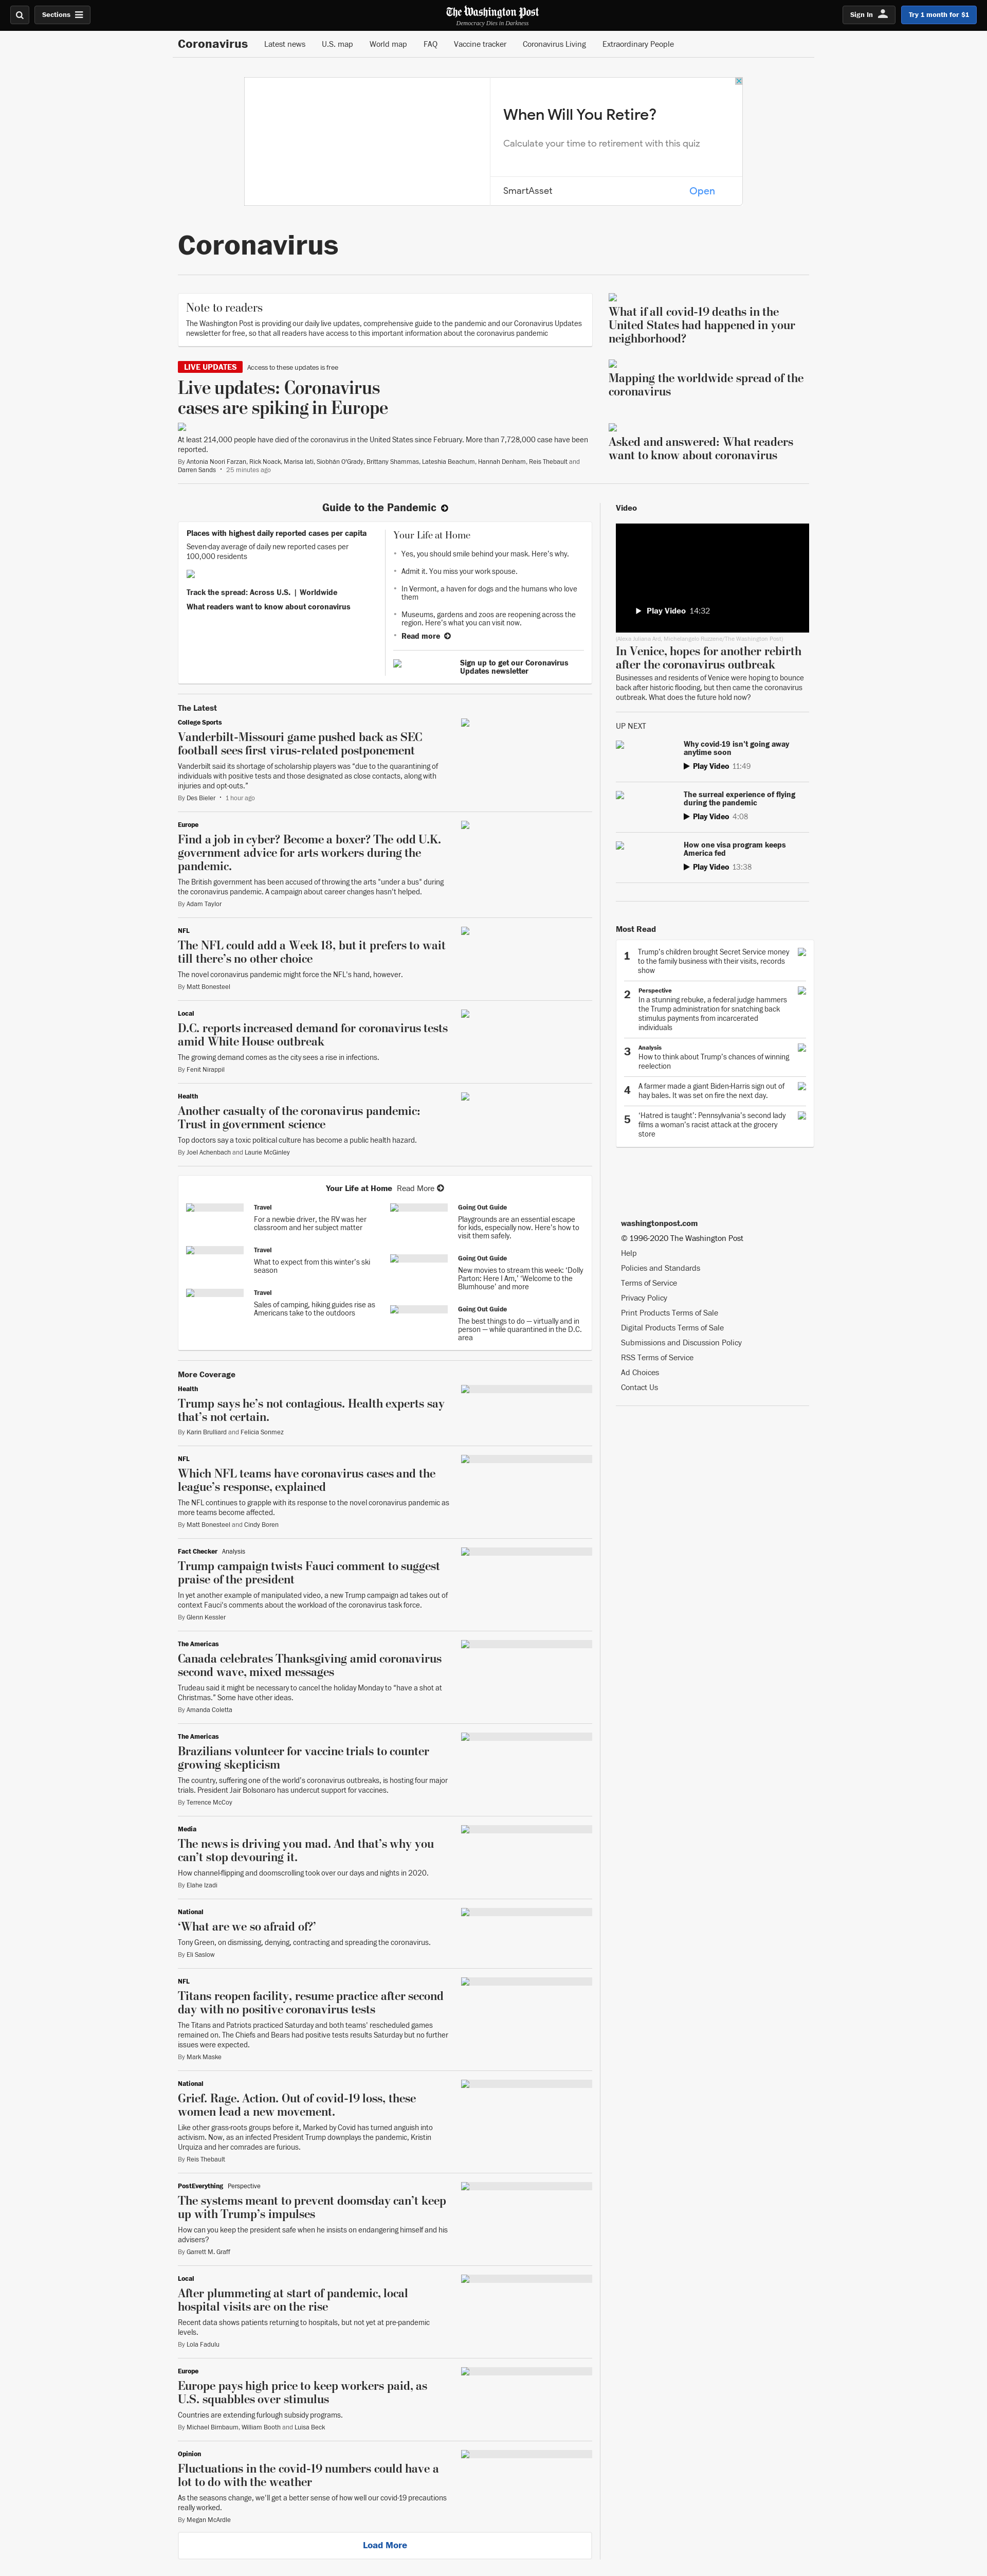 Sections
The Washington Post
Democracy Dies in Darkness
Sign In
Try 1 month for $1
Coronavirus
Latest news
U.S. map
World map
FAQ
Vaccine tracker
Coronavirus Living
Extraordinary People
When Will You Retire?
Calculate your time to retirement with this quiz
SmartAsset
Open
Coronavirus
Note to readers
The Washington Post is providing our daily live updates, comprehensive guide to the pandemic and our Coronavirus Updates
newsletter for free, so that all readers have access to this important information about the coronavirus pandemic
LIVE UPDATES Access to these updates is free
Live updates: Coronavirus
cases are spiking in Europe
At least 214,000 people have died of the coronavirus in the United States since February. More than 7,728,000 case have been
reported.
By Antonia Noori Farzan, Rick Noack, Marisa Iati, Siobhán O'Grady, Brittany Shammas, Lateshia Beachum, Hannah Denham, Reis Thebault and
Darren Sands • 25 minutes ago
What if all covid-19 deaths in the
United States had happened in your
neighborhood?
Mapping the worldwide spread of the
coronavirus
Asked and answered: What readers
want to know about coronavirus
Guide to the Pandemic
Places with highest daily reported cases per capita
Seven-day average of daily new reported cases per
100,000 residents
Track the spread: Across U.S. | Worldwide
What readers want to know about coronavirus
Your Life at Home
• Yes, you should smile behind your mask. Here's why.
• Admit it. You miss your work spouse.
• In Vermont, a haven for dogs and the humans who love
them
• Museums, gardens and zoos are reopening across the
region. Here's what you can visit now.
• Read more
Sign up to get our Coronavirus
Updates newsletter
The Latest
College Sports
Vanderbilt-Missouri game pushed back as SEC
football sees first virus-related postponement
Vanderbilt said its shortage of scholarship players was “due to the quarantining of
individuals with positive tests and those designated as close contacts, along with
injuries and opt-outs.”
By Des Bieler • 1 hour ago
Europe
Find a job in cyber? Become a boxer? The odd U.K.
government advice for arts workers during the
pandemic.
The British government has been accused of throwing the arts "under a bus" during
the coronavirus pandemic. A campaign about career changes hasn't helped.
By Adam Taylor
NFL
The NFL could add a Week 18, but it prefers to wait
till there’s no other choice
The novel coronavirus pandemic might force the NFL's hand, however.
By Matt Bonesteel
Local
D.C. reports increased demand for coronavirus tests
amid White House outbreak
The growing demand comes as the city sees a rise in infections.
By Fenit Nirappil
Health
Another casualty of the coronavirus pandemic:
Trust in government science
Top doctors say a toxic political culture has become a public health hazard.
By Joel Achenbach and Laurie McGinley
Your Life at Home Read More
Travel
For a newbie driver, the RV was her
classroom and her subject matter
Travel
What to expect from this winter's ski
season
Travel
Sales of camping, hiking guides rise as
Americans take to the outdoors
Going Out Guide
Playgrounds are an essential escape
for kids, especially now. Here's how to
visit them safely.
Going Out Guide
New movies to stream this week: ‘Dolly
Parton: Here I Am,’ ‘Welcome to the
Blumhouse’ and more
Going Out Guide
The best things to do — virtually and in
person — while quarantined in the D.C.
area
More Coverage
Health
Trump says he’s not contagious. Health experts say
that’s not certain.
By Karin Brulliard and Felicia Sonmez
NFL
Which NFL teams have coronavirus cases and the
league’s response, explained
The NFL continues to grapple with its response to the novel coronavirus pandemic as
more teams become affected.
By Matt Bonesteel and Cindy Boren
Fact Checker Analysis
Trump campaign twists Fauci comment to suggest
praise of the president
In yet another example of manipulated video, a new Trump campaign ad takes out of
context Fauci's comments about the workload of the coronavirus task force.
By Glenn Kessler
The Americas
Canada celebrates Thanksgiving amid coronavirus
second wave, mixed messages
Trudeau said it might be necessary to cancel the holiday Monday to “have a shot at
Christmas.” Some have other ideas.
By Amanda Coletta
The Americas
Brazilians volunteer for vaccine trials to counter
growing skepticism
The country, suffering one of the world's coronavirus outbreaks, is hosting four major
trials. President Jair Bolsonaro has undercut support for vaccines.
By Terrence McCoy
Media
The news is driving you mad. And that’s why you
can’t stop devouring it.
How channel-flipping and doomscrolling took over our days and nights in 2020.
By Elahe Izadi
National
‘What are we so afraid of?’
Tony Green, on dismissing, denying, contracting and spreading the coronavirus.
By Eli Saslow
NFL
Titans reopen facility, resume practice after second
day with no positive coronavirus tests
The Titans and Patriots practiced Saturday and both teams' rescheduled games
remained on. The Chiefs and Bears had positive tests results Saturday but no further
issues were expected.
By Mark Maske
National
Grief. Rage. Action. Out of covid-19 loss, these
women lead a new movement.
Like other grass-roots groups before it, Marked by Covid has turned anguish into
activism. Now, as an infected President Trump downplays the pandemic, Kristin
Urquiza and her comrades are furious.
By Reis Thebault
PostEverything Perspective
The systems meant to prevent doomsday can’t keep
up with Trump’s impulses
How can you keep the president safe when he insists on endangering himself and his
advisers?
By Garrett M. Graff
Local
After plummeting at start of pandemic, local
hospital visits are on the rise
Recent data shows patients returning to hospitals, but not yet at pre-pandemic
levels.
By Lola Fadulu
Europe
Europe pays high price to keep workers paid, as
U.S. squabbles over stimulus
Countries are extending furlough subsidy programs.
By Michael Birnbaum, William Booth and Luisa Beck
Opinion
Fluctuations in the covid-19 numbers could have a
lot to do with the weather
As the seasons change, we'll get a better sense of how well our covid-19 precautions
really worked.
By Megan McArdle
Load More
Video
Play Video 14:32
(Alexa Juliana Ard, Michelangelo Ruzzene/The Washington Post)
In Venice, hopes for another rebirth
after the coronavirus outbreak
Businesses and residents of Venice were hoping to bounce
back after historic flooding, but then came the coronavirus
outbreak. What does the future hold now?
UP NEXT
Why covid-19 isn't going away
anytime soon
Play Video 11:49
The surreal experience of flying
during the pandemic
Play Video 4:08
How one visa program keeps
America fed
Play Video 13:38
Most Read
1 Trump's children brought Secret Service money
to the family business with their visits, records
show
2 Perspective
In a stunning rebuke, a federal judge hammers
the Trump administration for snatching back
stimulus payments from incarcerated
individuals
3 Analysis
How to think about Trump's chances of winning
reelection
4 A farmer made a giant Biden-Harris sign out of
hay bales. It was set on fire the next day.
5 ‘Hatred is taught’: Pennsylvania's second lady
films a woman's racist attack at the grocery
store
washingtonpost.com
© 1996-2020 The Washington Post
Help
Policies and Standards
Terms of Service
Privacy Policy
Print Products Terms of Sale
Digital Products Terms of Sale
Submissions and Discussion Policy
RSS Terms of Service
Ad Choices
Contact Us